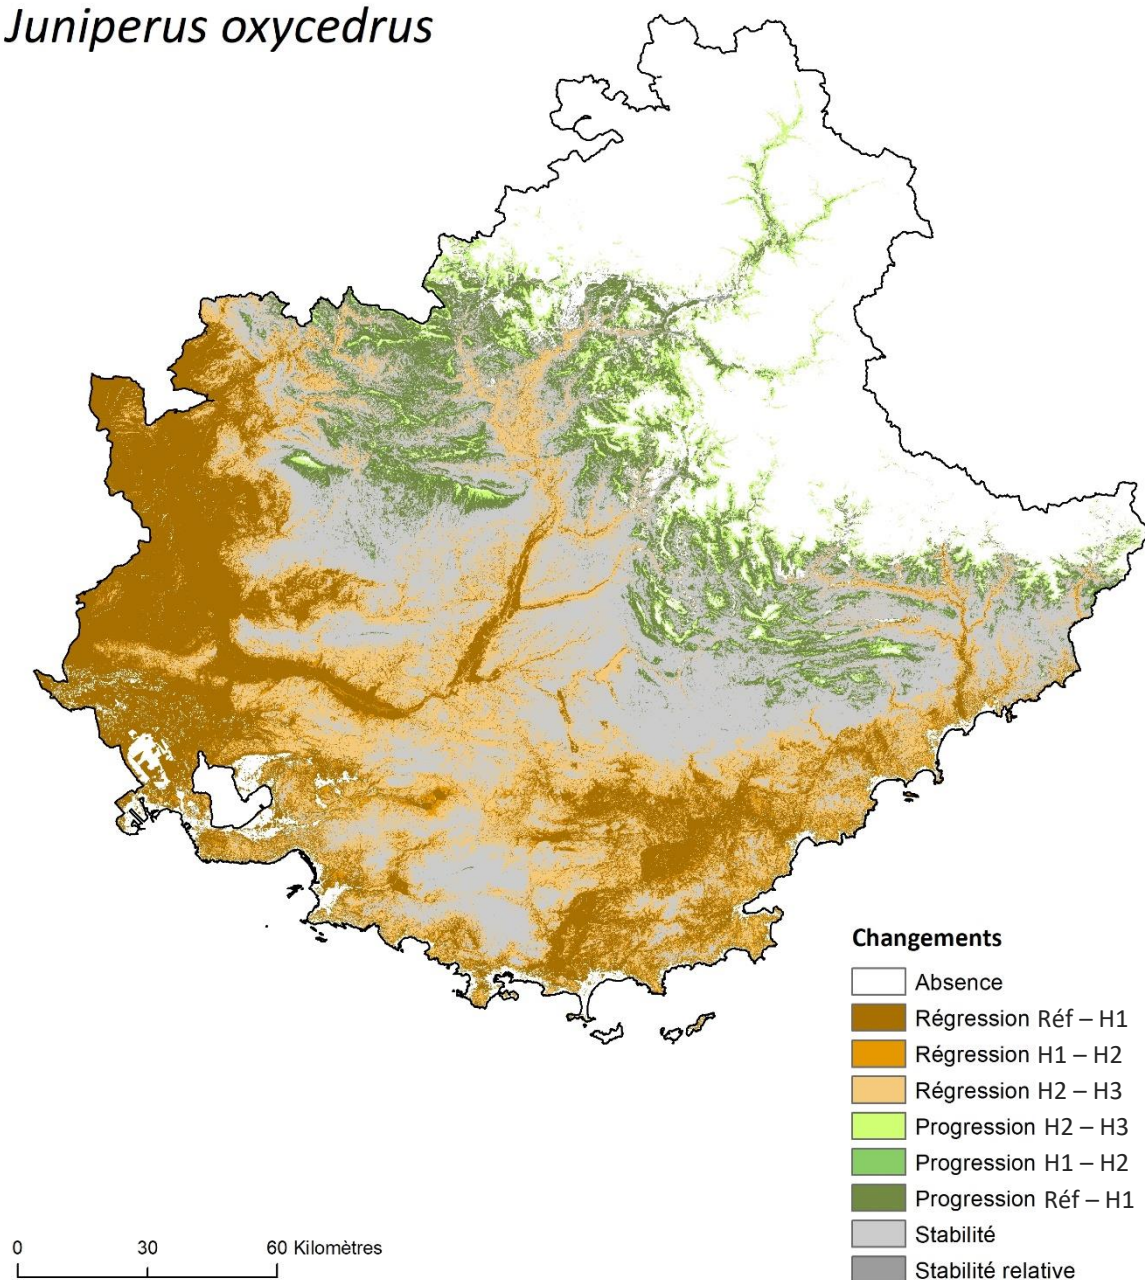 Juniperus oxycedrus
Changements
Absence
Régression Réf – H1
Régression H1 – H2
Régression H2 – H3
Progression H2 – H3
Progression H1 – H2
Progression Réf – H1
Stabilité
Stabilité relative
0 30 60 Kilomètres